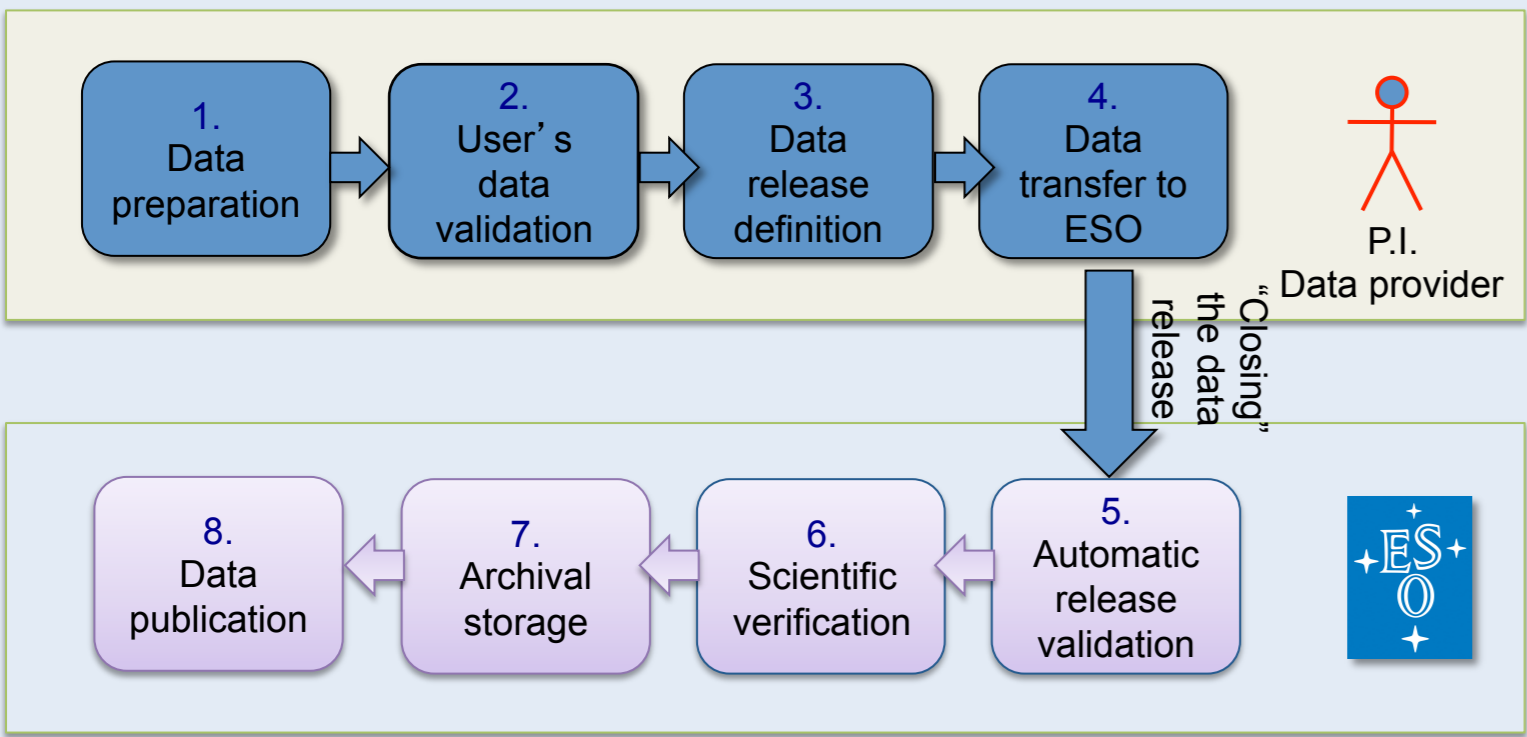 1.
Data
preparation
2.
User’s
data
validation
3.
Data
release
definition
4.
Data
transfer to
ESO
P.I.
Data provider
“Closing”
the data
release
8.
Data
publication
7.
Archival
storage
6.
Scientific
verification
5.
Automatic
release
validation
ES
O